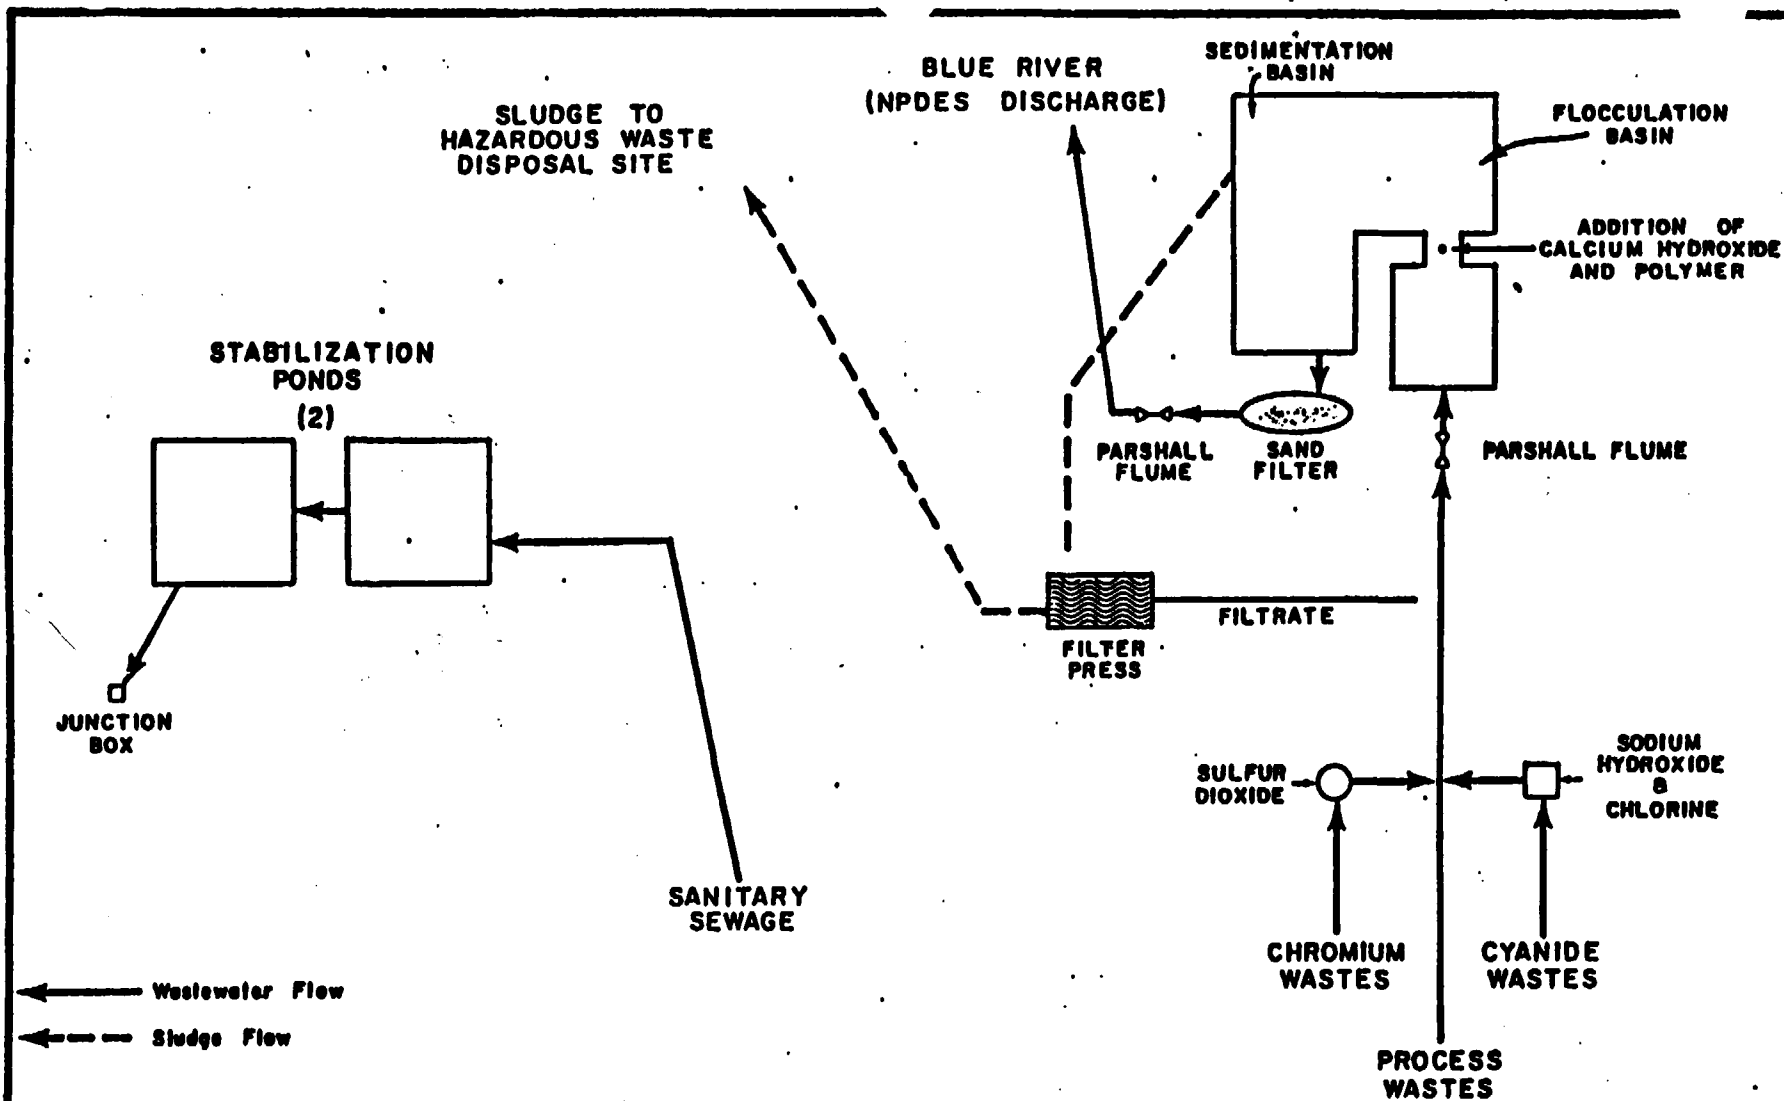 SEDIMENTATION
BASIN
BLUE RIVER
(NPDES DISCHARGE)
FLOCCULATION
BASIN
SLUDGE TO
HAZARDOUS WASTE
DISPOSAL SITE
ADDITION OF
CALCIUM HYDROXIDE
AND POLYMER
STABILIZATION
PONDS
(2)
PARSHALL
FLUME
SAND
FILTER
PARSHALL FLUME
FILTRATE
FILTER
PRESS
JUNCTION
BOX
SULFUR
DIOXIDE
SODIUM
HYDROXIDE
&
CHLORINE
SANITARY
SEWAGE
CHROMIUM
WASTES
CYANIDE
WASTES
Wastewater Flow
Sludge Flow
PROCESS
WASTES